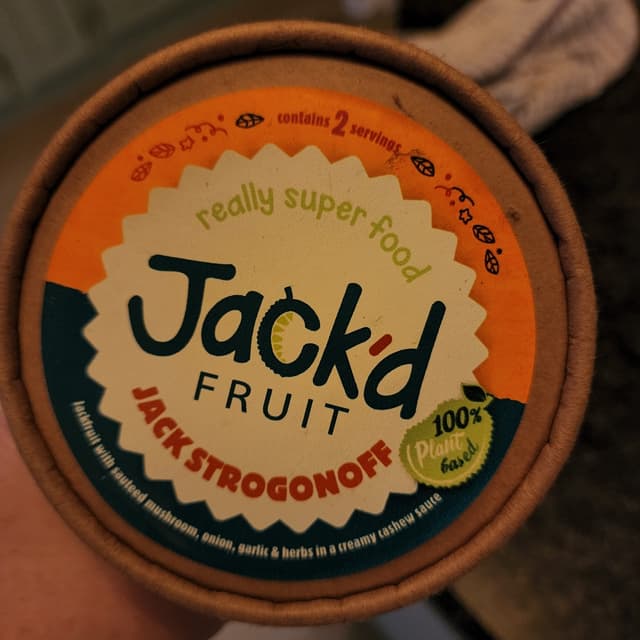 contains 2 servings
really super food
Jack'd
FRUIT
JACK STROGONOFF
100%
Plant
based
Jackfruit with sautéed mushroom, onion, garlic & herbs in a creamy cashew sauce